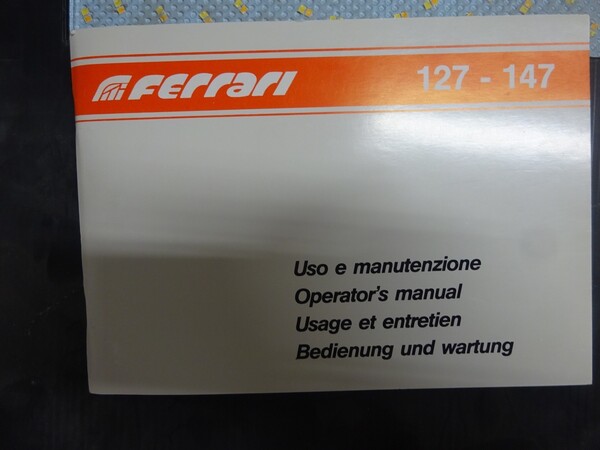 Ferrari 127 - 147
Uso e manutenzione
Operator's manual
Usage et entretien
Bedienung und wartung